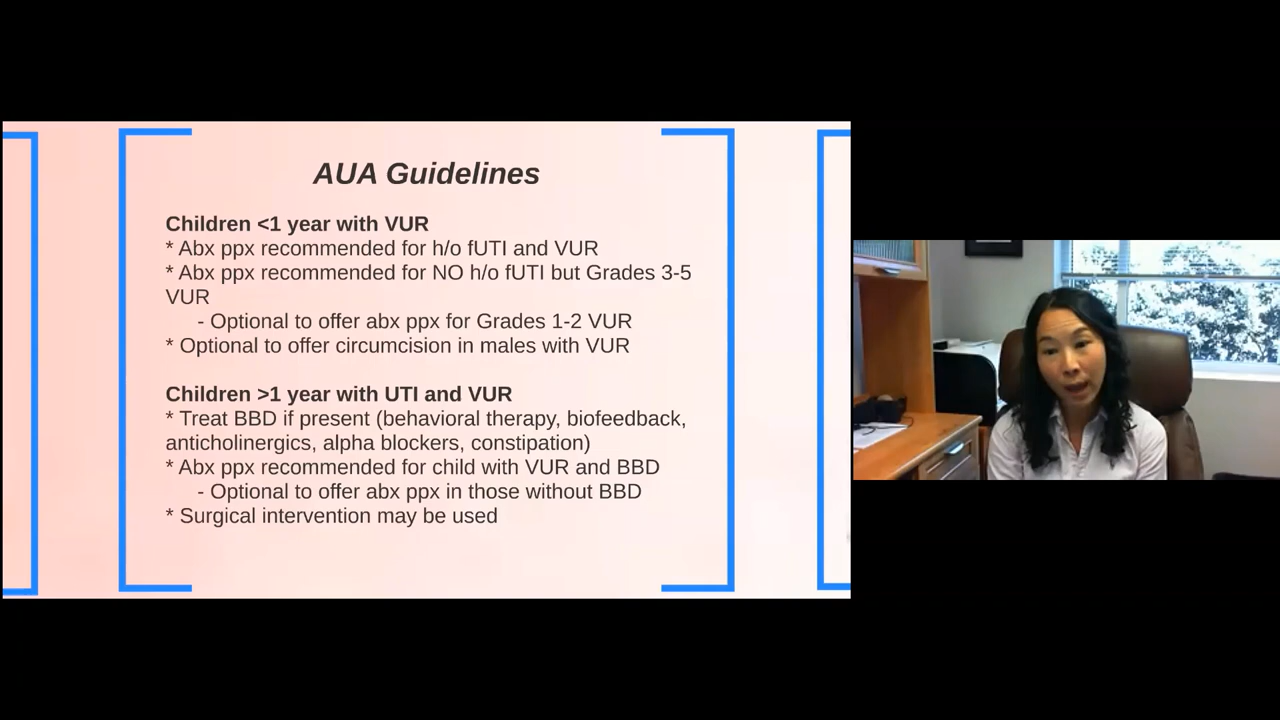 AUA Guidelines
Children <1 year with VUR
* Abx ppx recommended for h/o fUTI and VUR
* Abx ppx recommended for NO h/o fUTI but Grades 3-5
VUR
- Optional to offer abx ppx for Grades 1-2 VUR
* Optional to offer circumcision in males with VUR
Children >1 year with UTI and VUR
* Treat BBD if present (behavioral therapy, biofeedback,
anticholinergics, alpha blockers, constipation)
* Abx ppx recommended for child with VUR and BBD
- Optional to offer abx ppx in those without BBD
* Surgical intervention may be used